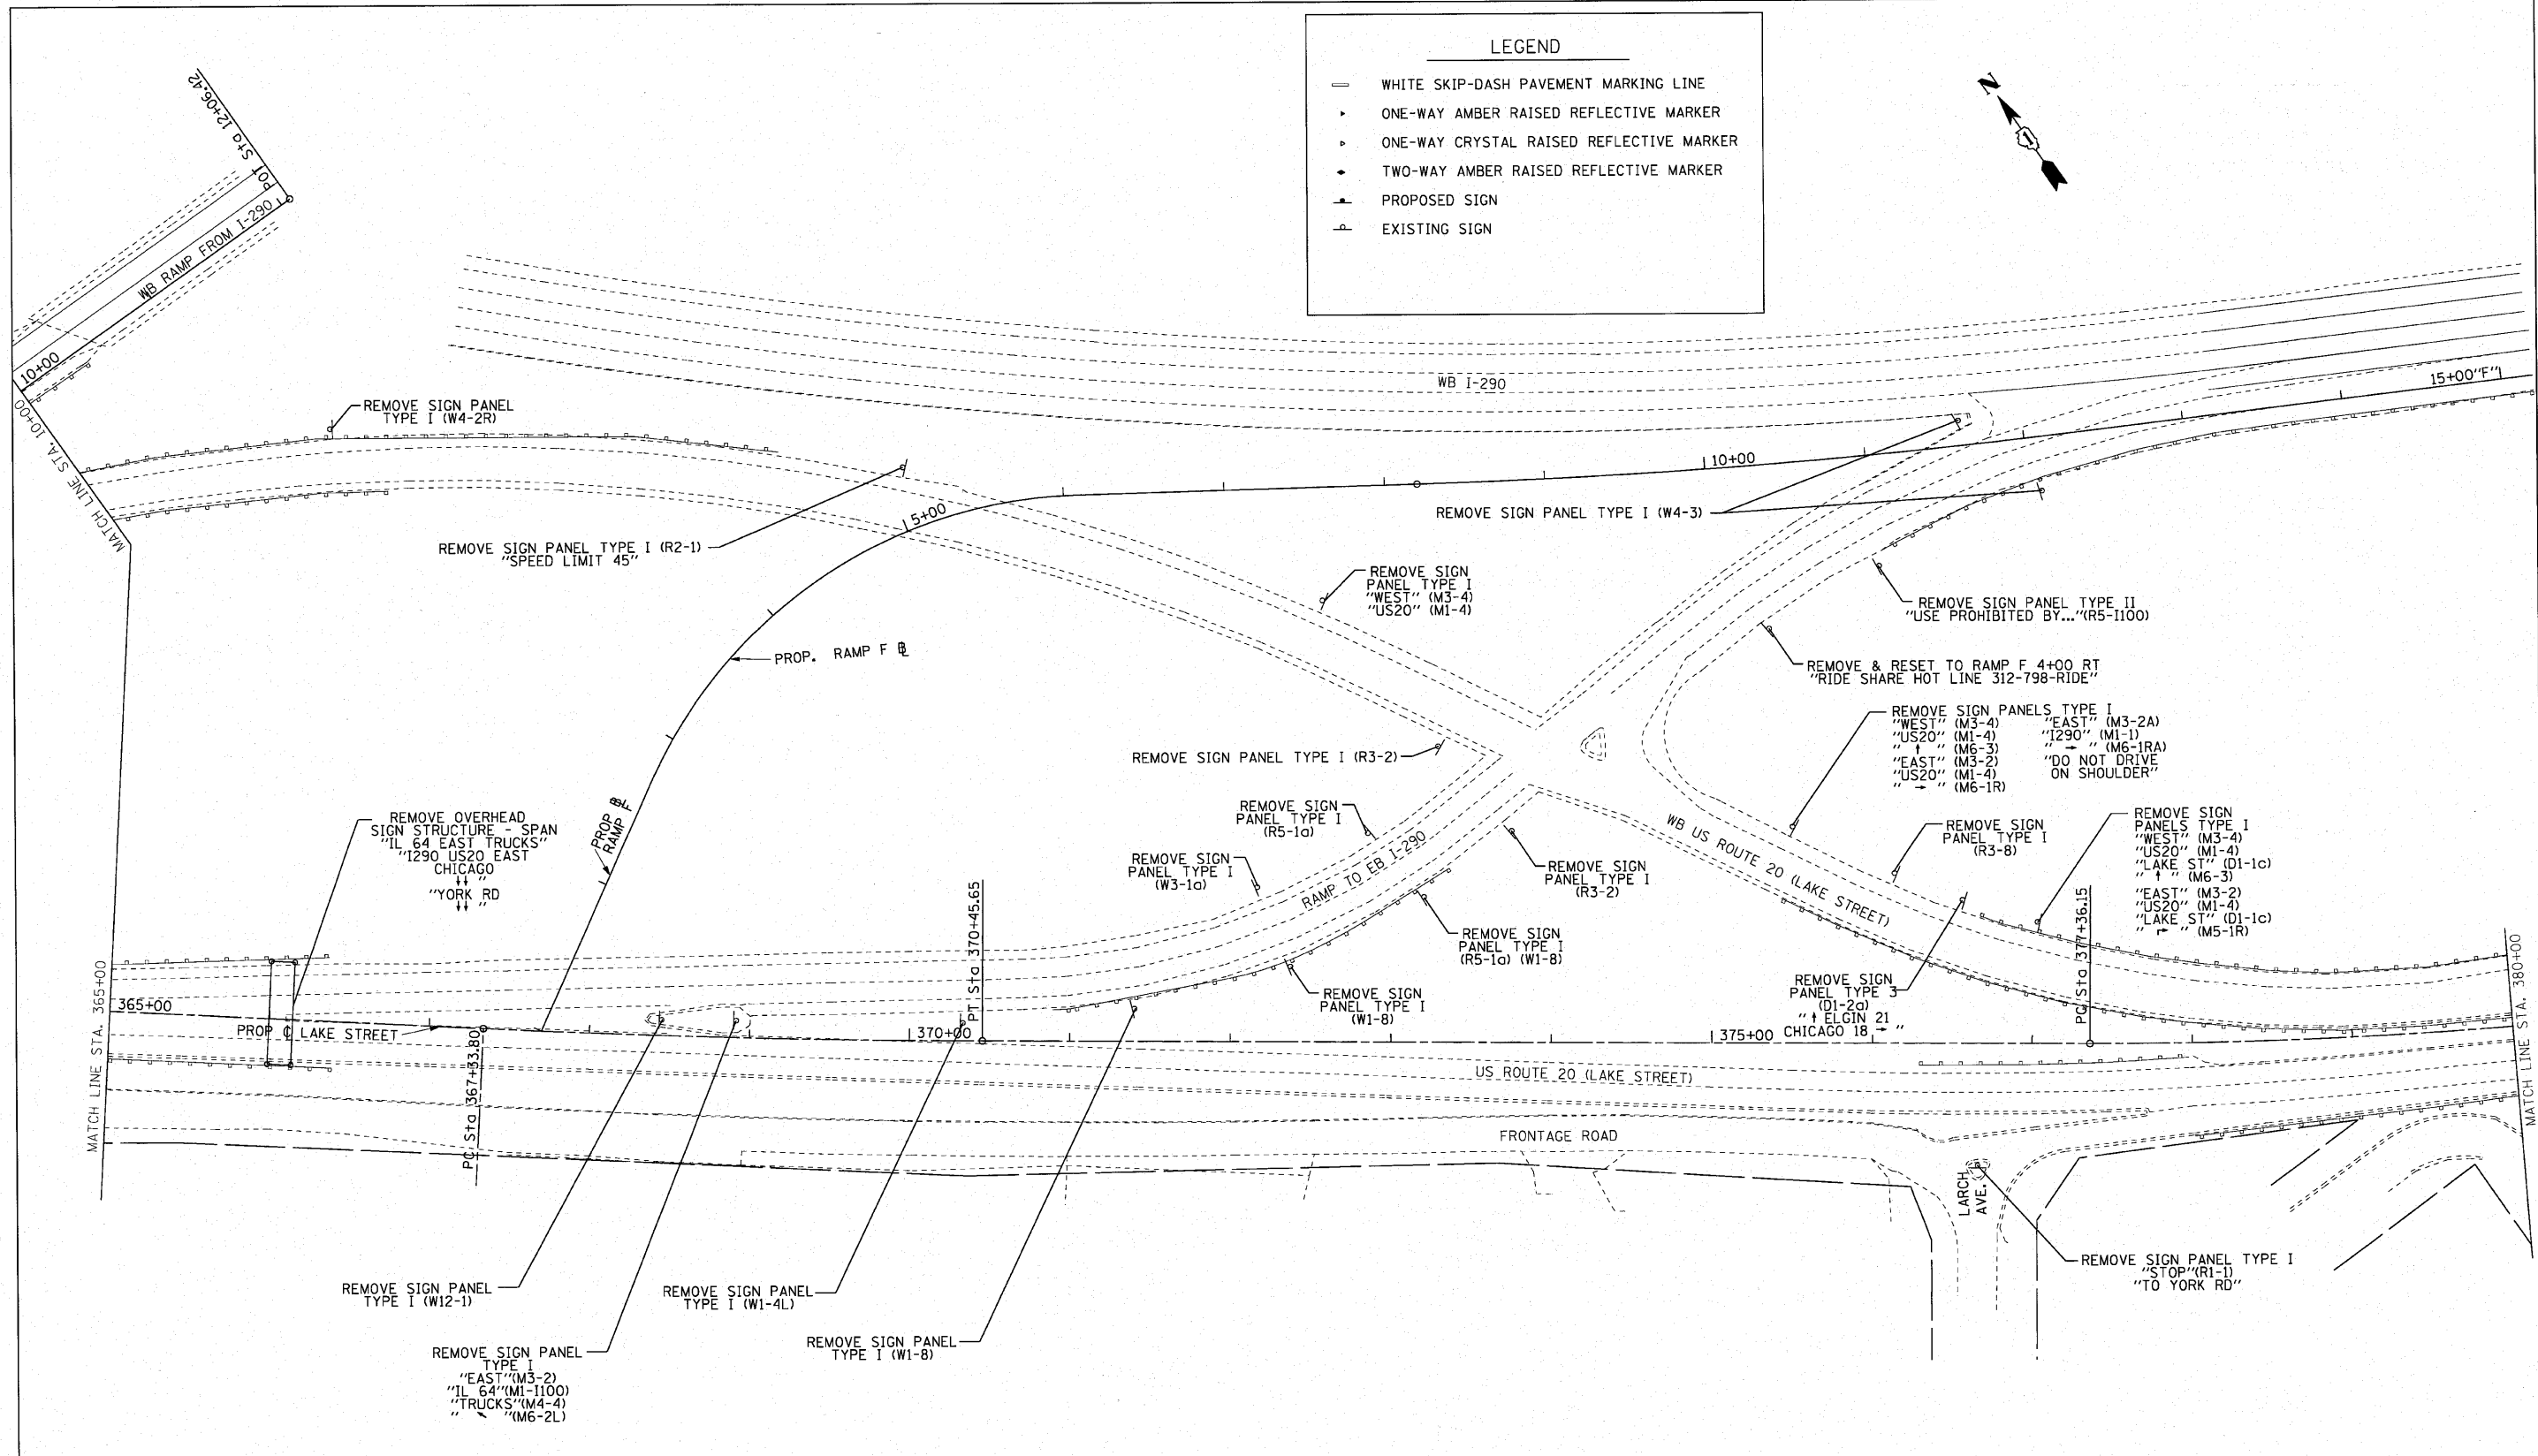 LEGEND
WHITE SKIP-DASH PAVEMENT MARKING LINE
ONE-WAY AMBER RAISED REFLECTIVE MARKER
ONE-WAY CRYSTAL RAISED REFLECTIVE MARKER
TWO-WAY AMBER RAISED REFLECTIVE MARKER
PROPOSED SIGN
EXISTING SIGN
N
1
POT Sta 12+06.42
WB RAMP FROM I-290
10+00
MATCH LINE STA. 10+00
REMOVE SIGN PANEL
TYPE I (W4-2R)
WB I-290
15+00"F"
10+00
5+00
REMOVE SIGN PANEL TYPE I (R2-1)
"SPEED LIMIT 45"
REMOVE SIGN PANEL TYPE I (W4-3)
REMOVE SIGN
PANEL TYPE I
"WEST" (M3-4)
"US20" (M1-4)
REMOVE SIGN PANEL TYPE II
"USE PROHIBITED BY..."(R5-I100)
PROP. RAMP F B̵L
REMOVE & RESET TO RAMP F 4+00 RT
"RIDE SHARE HOT LINE 312-798-RIDE"
REMOVE SIGN PANELS TYPE I
"WEST" (M3-4) "EAST" (M3-2A)
"US20" (M1-4) "I290" (M1-1)
" ↑ " (M6-3) " → " (M6-1RA)
"EAST" (M3-2) "DO NOT DRIVE
"US20" (M1-4) ON SHOULDER"
" → " (M6-1R)
REMOVE SIGN PANEL TYPE I (R3-2)
REMOVE SIGN
PANEL TYPE I
(R5-1a)
REMOVE SIGN
PANEL TYPE I
(W3-1a)
RAMP TO EB I-290
REMOVE SIGN
PANEL TYPE I
(R3-2)
WB US ROUTE 20 (LAKE STREET)
REMOVE SIGN
PANEL TYPE I
(R3-8)
REMOVE SIGN
PANELS TYPE I
"WEST" (M3-4)
"US20" (M1-4)
"LAKE ST" (D1-1c)
" ↑ " (M6-3)
"EAST" (M3-2)
"US20" (M1-4)
"LAKE ST" (D1-1c)
" ↱ " (M5-1R)
REMOVE OVERHEAD
SIGN STRUCTURE - SPAN
"IL 64 EAST TRUCKS"
"I290 US20 EAST
CHICAGO
↓↓ "
"YORK RD
↓↓ "
PROP BL
RAMP F
REMOVE SIGN
PANEL TYPE I
(R5-1a) (W1-8)
REMOVE SIGN
PANEL TYPE I
(W1-8)
REMOVE SIGN
PANEL TYPE 3
(D1-2a)
" ↑ ELGIN 21
CHICAGO 18 → "
PT Sta 370+45.65
PC Sta 377+36.15
MATCH LINE STA. 365+00
365+00
PROP CL LAKE STREET
PC Sta 367+33.80
370+00
375+00
MATCH LINE STA. 380+00
US ROUTE 20 (LAKE STREET)
FRONTAGE ROAD
LARCH
AVE.
REMOVE SIGN PANEL TYPE I
"STOP"(R1-1)
"TO YORK RD"
REMOVE SIGN PANEL
TYPE I (W12-1)
REMOVE SIGN PANEL
TYPE I (W1-4L)
REMOVE SIGN PANEL
TYPE I (W1-8)
REMOVE SIGN PANEL
TYPE I
"EAST"(M3-2)
"IL 64"(M1-I100)
"TRUCKS"(M4-4)
" ↖ "(M6-2L)